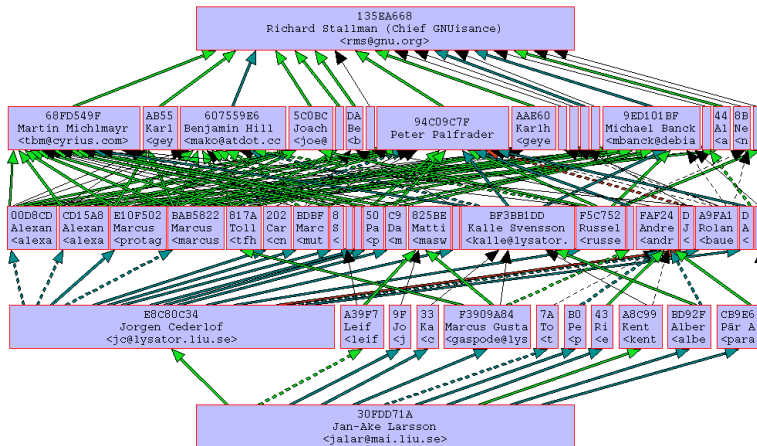 135EA668
Richard Stallman (Chief GNUisance)
<rms@gnu.org>
68FD549F
Martin Michlmayr
<tbm@cyrius.com>
AB55
Karl
<gey
607559E6
Benjamin Hill
<mako@atdot.cc
5C0BC
Joach
<joe@
DA
Be
<b
94C09C7F
Peter Palfrader
AAE60
Karlh
<geye
9ED101BF
Michael Banck
<mbanck@debia
44
Al
<a
8B
Ne
<n
00D8CD
Alexan
<alexa
CD15A8
Alexan
<alexa
E10F502
Marcus
<protag
BAB5822
Marcus
<marcus
817A
Toll
<tfh
202
Car
<cn
BDBF
Marc
<mut
S
50
Pa
<p
C9
Da
<m
825BE
Matti
<masw
BF3BB1DD
Kalle Svensson
<kalle@lysator.
F5C752
Russel
<russe
FAF24
Andre
<andr
D
J
<
A9FA1
Rolan
<baue
D
A
<
E8C80C34
Jorgen Cederlof
<jc@lysator.liu.se>
A39F7
Leif
<leif
9F
Jo
<j
33
Ka
<c
F3909A84
Marcus Gusta
<gaspode@lys
7A
To
<t
B0
Pe
<p
43
Ri
<e
A8C99
Kent
<kent
BD92F
Alber
<albe
CB9E6
Pär A
<para
30FDD71A
Jan-Ake Larsson
<jalar@mai.liu.se>